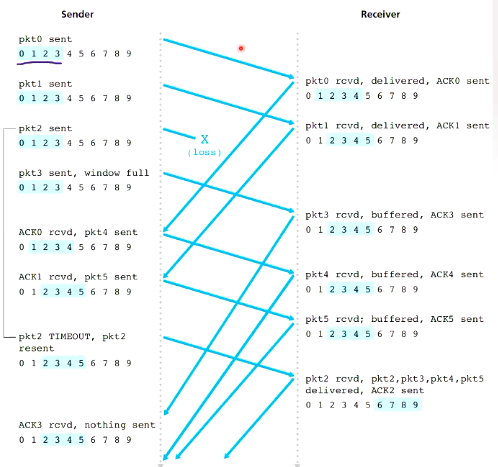 Sender
Receiver
pkt0 sent
0 1 2 3 4 5 6 7 8 9
pkt0 rcvd, delivered, ACK0 sent
0 1 2 3 4 5 6 7 8 9
pkt1 sent
0 1 2 3 4 5 6 7 8 9
pkt1 rcvd, delivered, ACK1 sent
0 1 2 3 4 5 6 7 8 9
pkt2 sent
0 1 2 3 4 5 6 7 8 9
X
(loss)
pkt3 sent, window full
0 1 2 3 4 5 6 7 8 9
pkt3 rcvd, buffered, ACK3 sent
0 1 2 3 4 5 6 7 8 9
ACK0 rcvd, pkt4 sent
0 1 2 3 4 5 6 7 8 9
pkt4 rcvd, buffered, ACK4 sent
0 1 2 3 4 5 6 7 8 9
ACK1 rcvd, pkt5 sent
0 1 2 3 4 5 6 7 8 9
pkt5 rcvd; buffered, ACK5 sent
0 1 2 3 4 5 6 7 8 9
pkt2 TIMEOUT, pkt2
resent
0 1 2 3 4 5 6 7 8 9
pkt2 rcvd, pkt2,pkt3,pkt4,pkt5
delivered, ACK2 sent
0 1 2 3 4 5 6 7 8 9
ACK3 rcvd, nothing sent
0 1 2 3 4 5 6 7 8 9